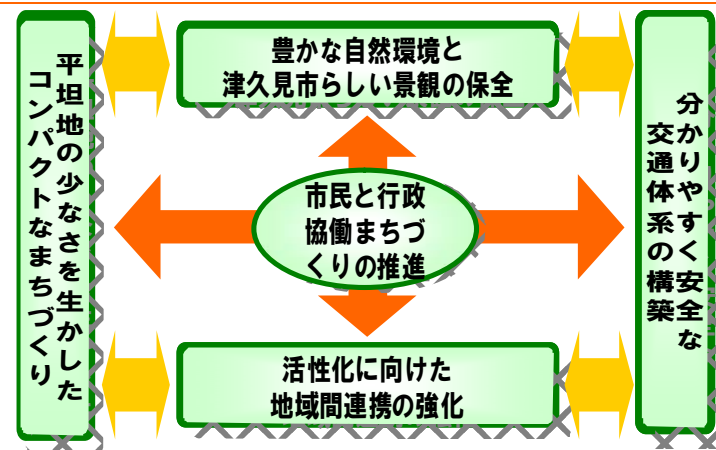 平坦地の少なさを生かした
コンパクトなまちづくり
豊かな自然環境と
津久見市らしい景観の保全
市民と行政
協働まちづ
くりの推進
活性化に向けた
地域間連携の強化
分かりやすく安全な
交通体系の構築